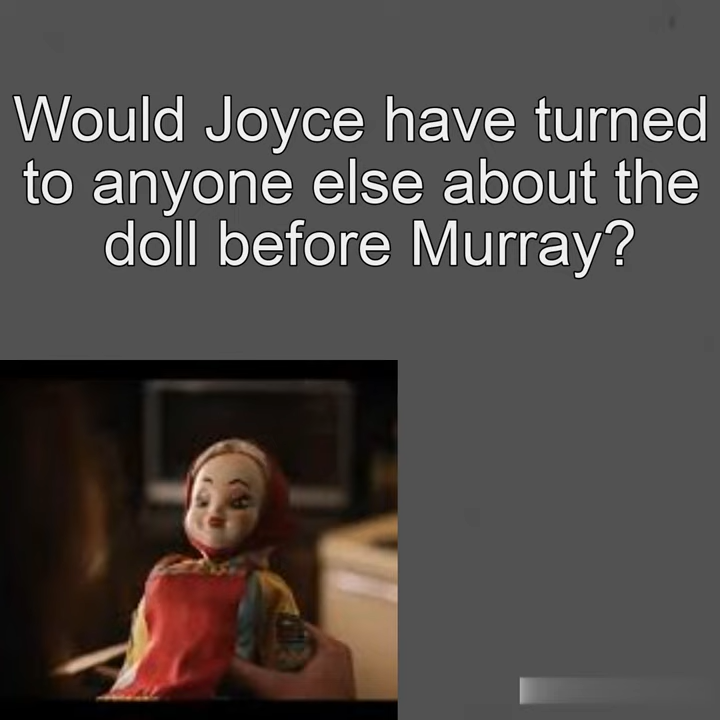 Would Joyce have turned
to anyone else about the
doll before Murray?